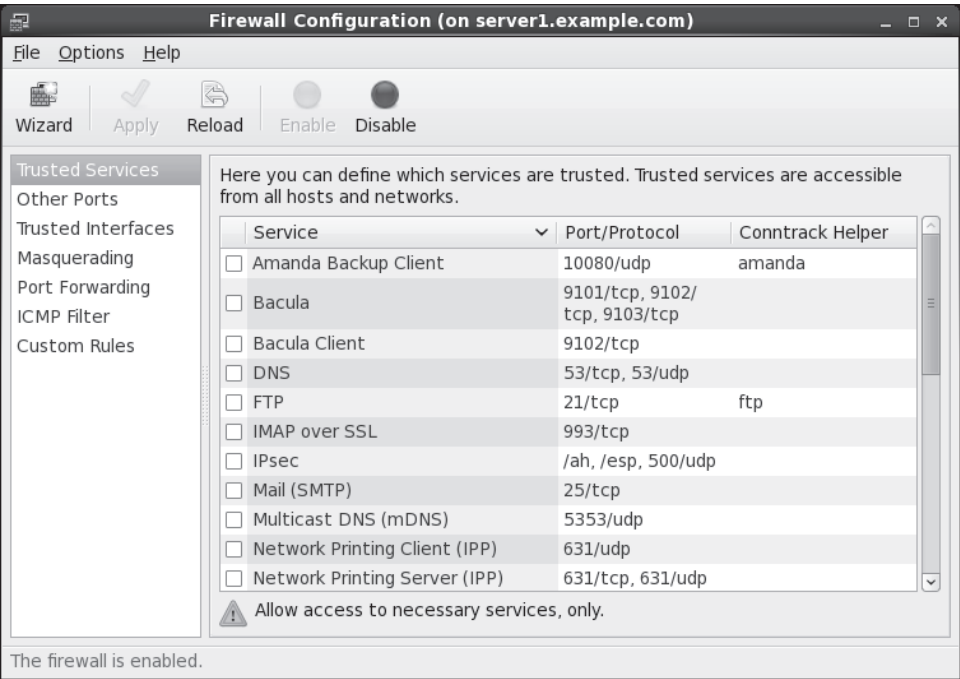 Firewall Configuration (on server1.example.com)
File Options Help
Wizard Apply Reload Enable Disable
Trusted Services
Other Ports
Trusted Interfaces
Masquerading
Port Forwarding
ICMP Filter
Custom Rules
Here you can define which services are trusted. Trusted services are accessible
from all hosts and networks.
Service Port/Protocol Conntrack Helper
Amanda Backup Client 10080/udp amanda
Bacula 9101/tcp, 9102/
tcp, 9103/tcp
Bacula Client 9102/tcp
DNS 53/tcp, 53/udp
FTP 21/tcp ftp
IMAP over SSL 993/tcp
IPsec /ah, /esp, 500/udp
Mail (SMTP) 25/tcp
Multicast DNS (mDNS) 5353/udp
Network Printing Client (IPP) 631/udp
Network Printing Server (IPP) 631/tcp, 631/udp
Allow access to necessary services, only.
The firewall is enabled.